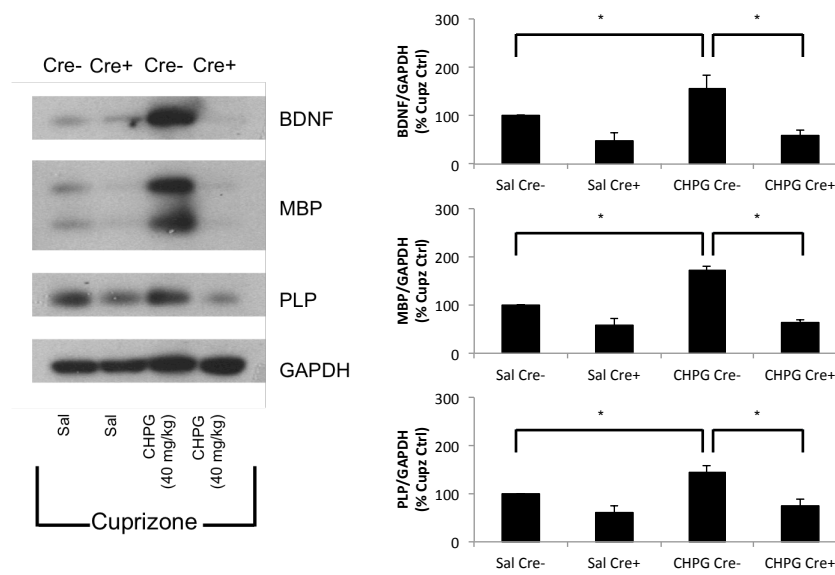 Cre- Cre+ Cre- Cre+
BDNF
MBP
PLP
GAPDH
Sal
Sal
CHPG
(40 mg/kg)
CHPG
(40 mg/kg)
Cuprizone
BDNF/GAPDH
(% Cupz Ctrl)
300
200
100
0
*
*
Sal Cre- Sal Cre+ CHPG Cre- CHPG Cre+
MBP/GAPDH
(% Cupz Ctrl)
300
200
100
0
*
*
Sal Cre- Sal Cre+ CHPG Cre- CHPG Cre+
PLP/GAPDH
(% Cupz Ctrl)
300
200
100
0
*
*
Sal Cre- Sal Cre+ CHPG Cre- CHPG Cre+